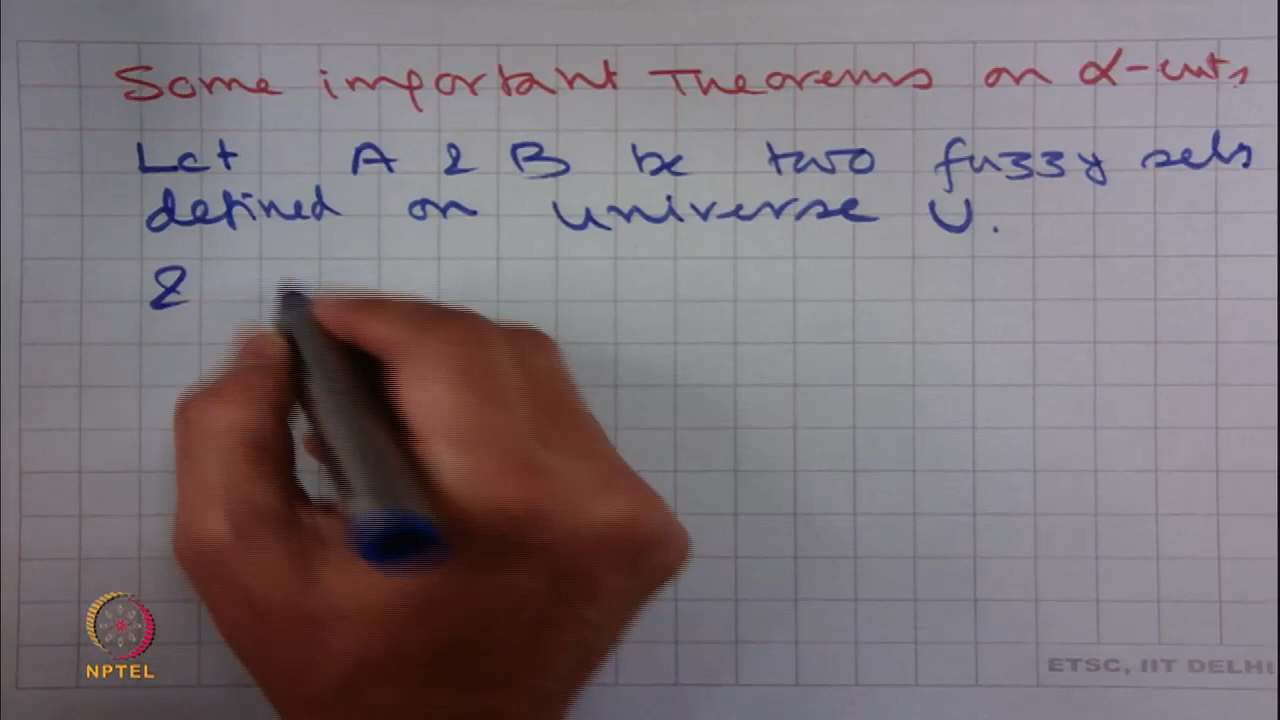 Some important Theorems on α-cuts
Let A & B be two fuzzy sets
defined on universe U.
&
NPTEL
ETSC, IIT DELHI